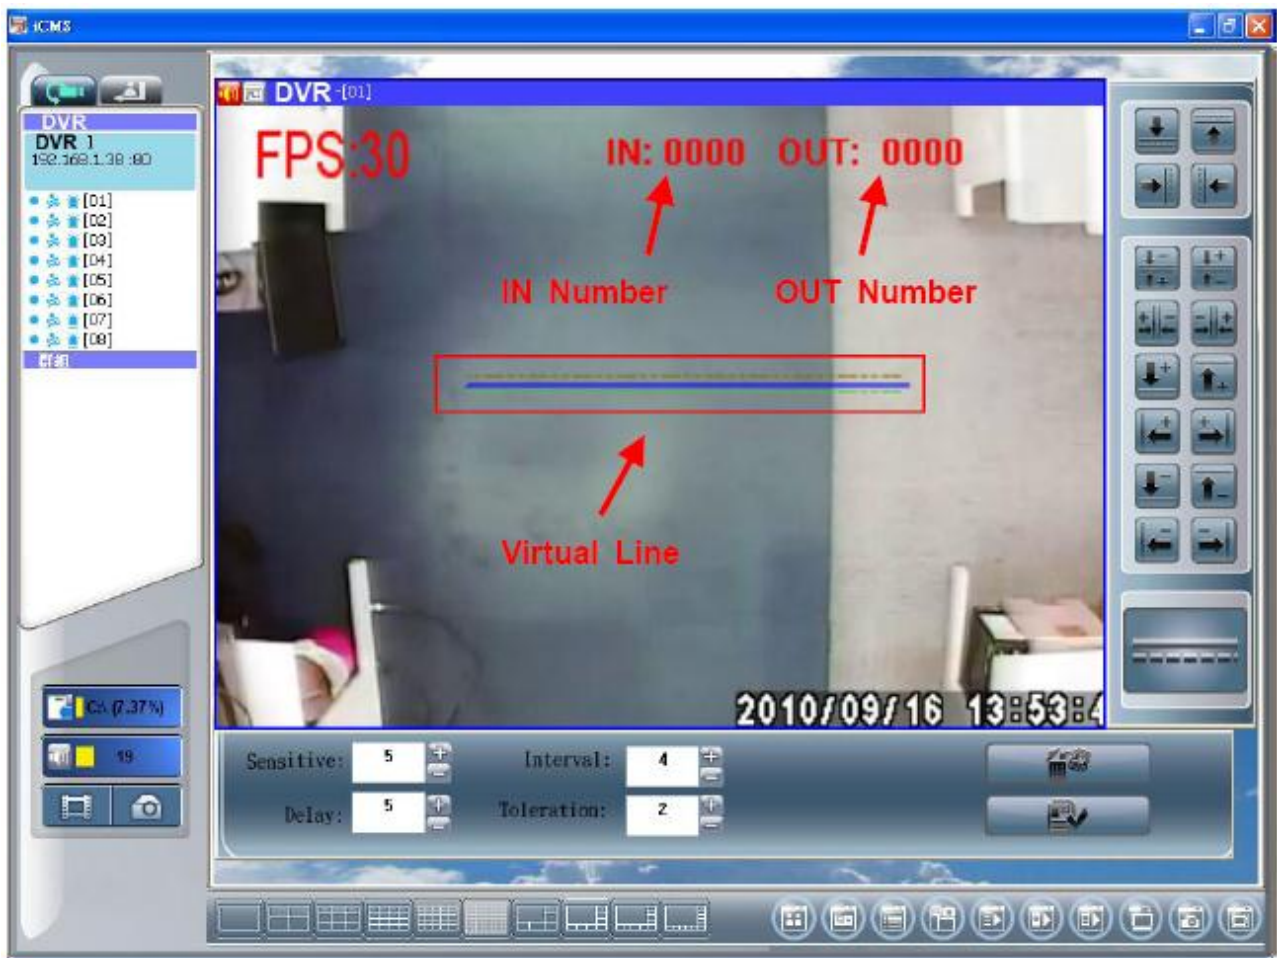 iCMS
DVR
DVR 1
192.168.1.38 :80
[01]
[02]
[03]
[04]
[05]
[06]
[07]
[08]
群組
DVR -[01]
FPS:30
IN: 0000 OUT: 0000
IN Number
OUT Number
Virtual Line
2010/09/16 13:53:4
C:\ (7.37%)
19
Sensitive: 5
Interval: 4
Delay: 5
Toleration: 2